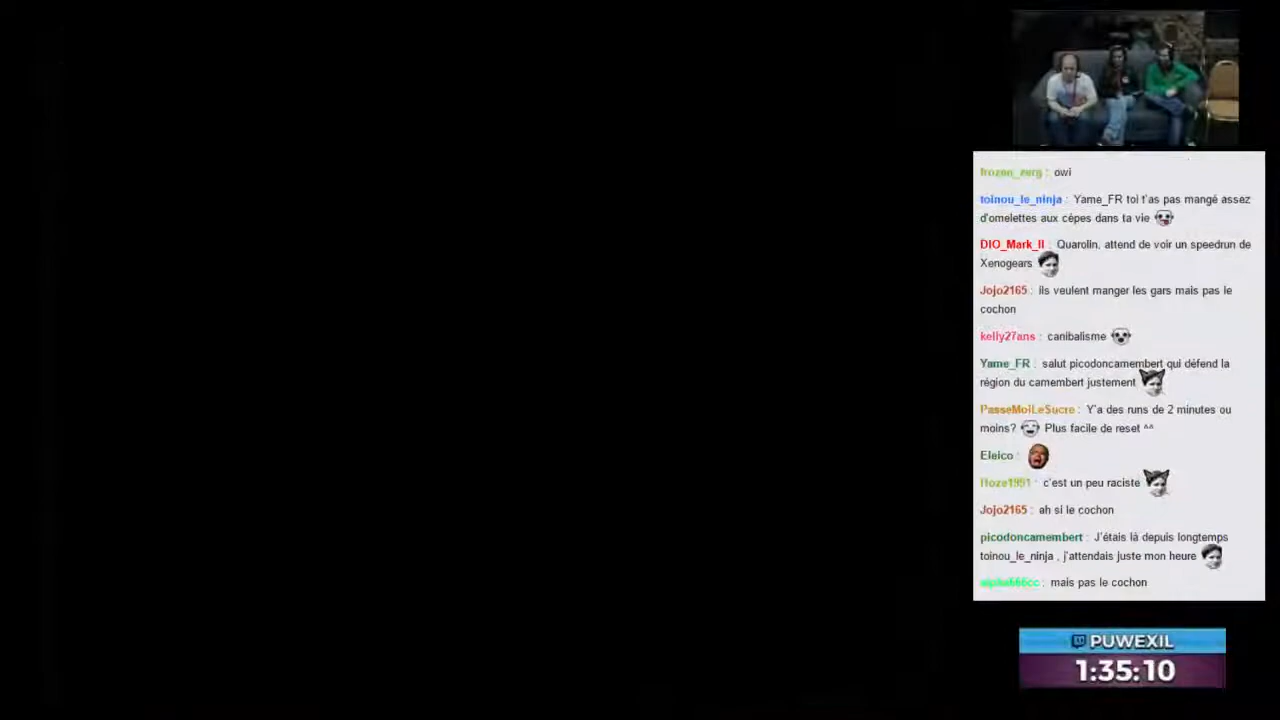 frozen_zerg : owi
toinou_le_ninja : Yame_FR toi t'as pas mangé assez
d'omelettes aux cèpes dans ta vie
DIO_Mark_II : Quarolin, attend de voir un speedrun de
Xenogears
Jojo2165 : ils veulent manger les gars mais pas le
cochon
kelly27ans : canibalisme
Yame_FR : salut picodoncamembert qui défend la
région du camembert justement
PasseMoiLeSucre : Y'a des runs de 2 minutes ou
moins? Plus facile de reset ^^
Eleico :
c'est un peu raciste
Jojo2165 : ah si le cochon
picodoncamembert : J'étais là depuis longtemps
toinou_le_ninja , j'attendais juste mon heure
alpha666cc : mais pas le cochon
PUWEXIL
1:35:10